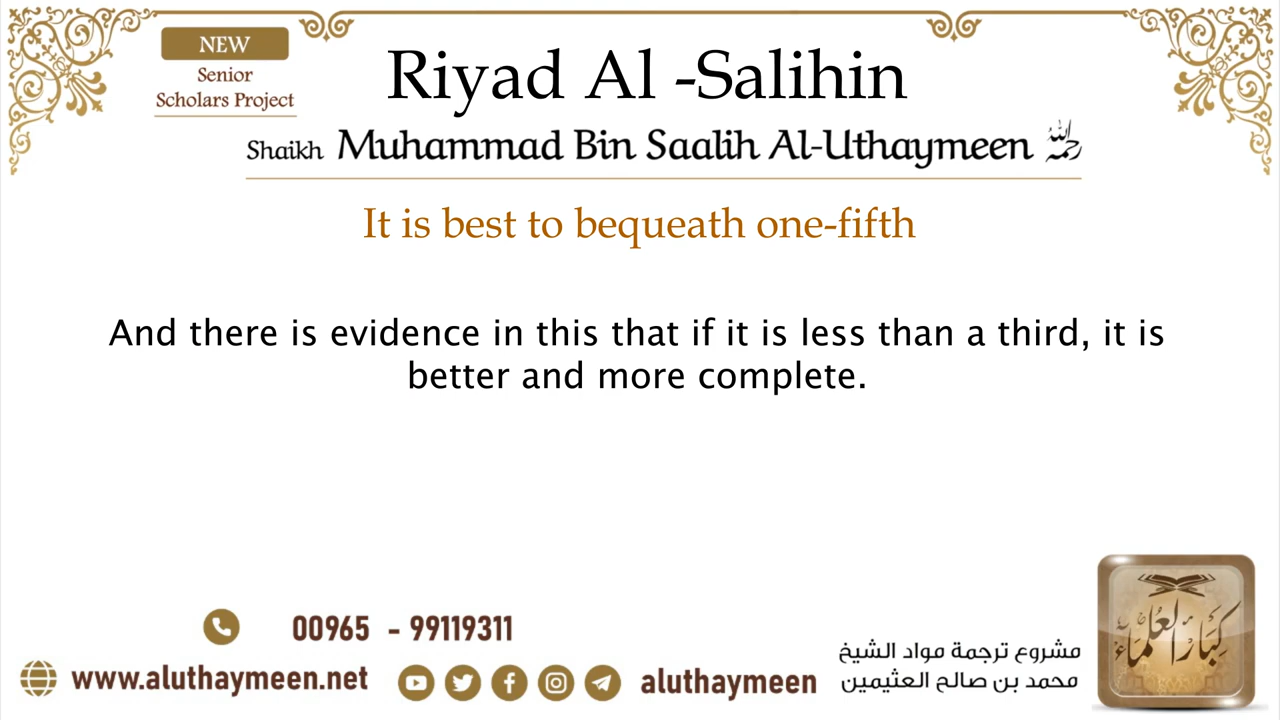 NEW
Senior
Scholars Project
Riyad Al -Salihin
Shaikh Muhammad Bin Saalih Al-Uthaymeen رحمه الله
It is best to bequeath one-fifth
And there is evidence in this that if it is less than a third, it is
better and more complete.
00965 - 99119311
www.aluthaymeen.net
aluthaymeen
مشروع ترجمة مواد الشيخ
محمد بن صالح العثيمين
كبار العلماء